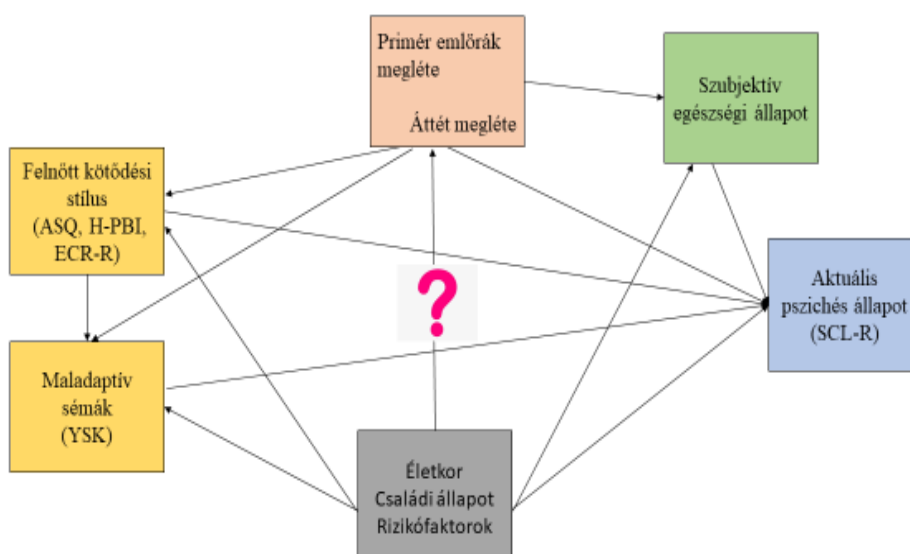 Primér emlőrák
megléte
Áttét megléte
Szubjektív
egészségi állapot
Felnőtt kötődési
stílus
(ASQ, H-PBI,
ECR-R)
?
Aktuális
pszichés állapot
(SCL-R)
Maladaptív
sémák
(YSK)
Életkor
Családi állapot
Rizikófaktorok